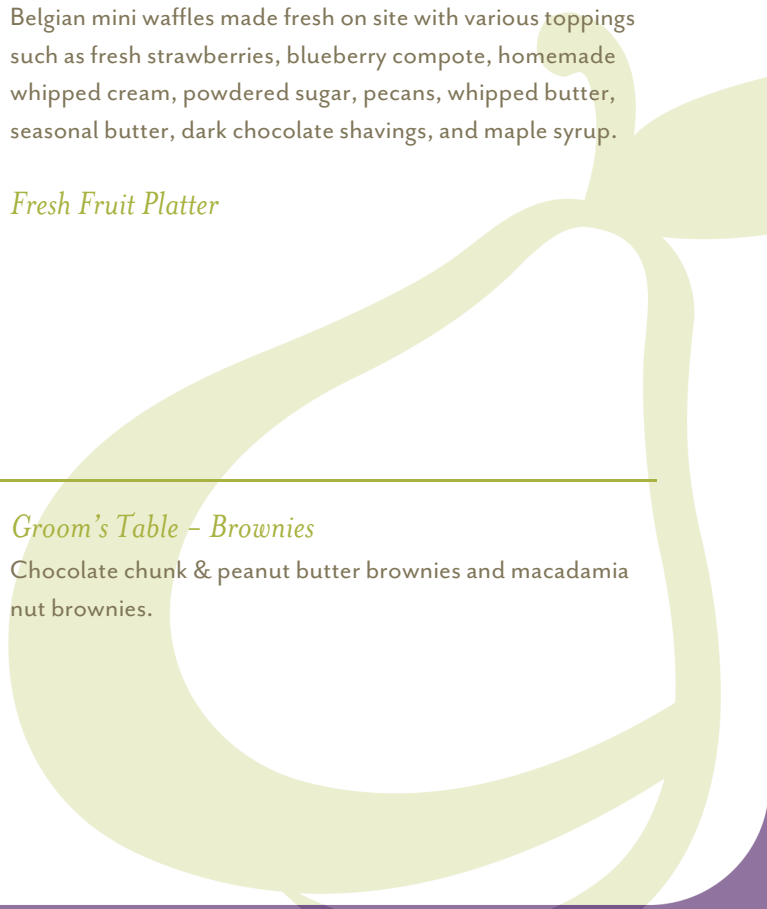 Belgian mini waffles made fresh on site with various toppings
such as fresh strawberries, blueberry compote, homemade
whipped cream, powdered sugar, pecans, whipped butter,
seasonal butter, dark chocolate shavings, and maple syrup.
Fresh Fruit Platter
Groom's Table – Brownies
Chocolate chunk & peanut butter brownies and macadamia
nut brownies.